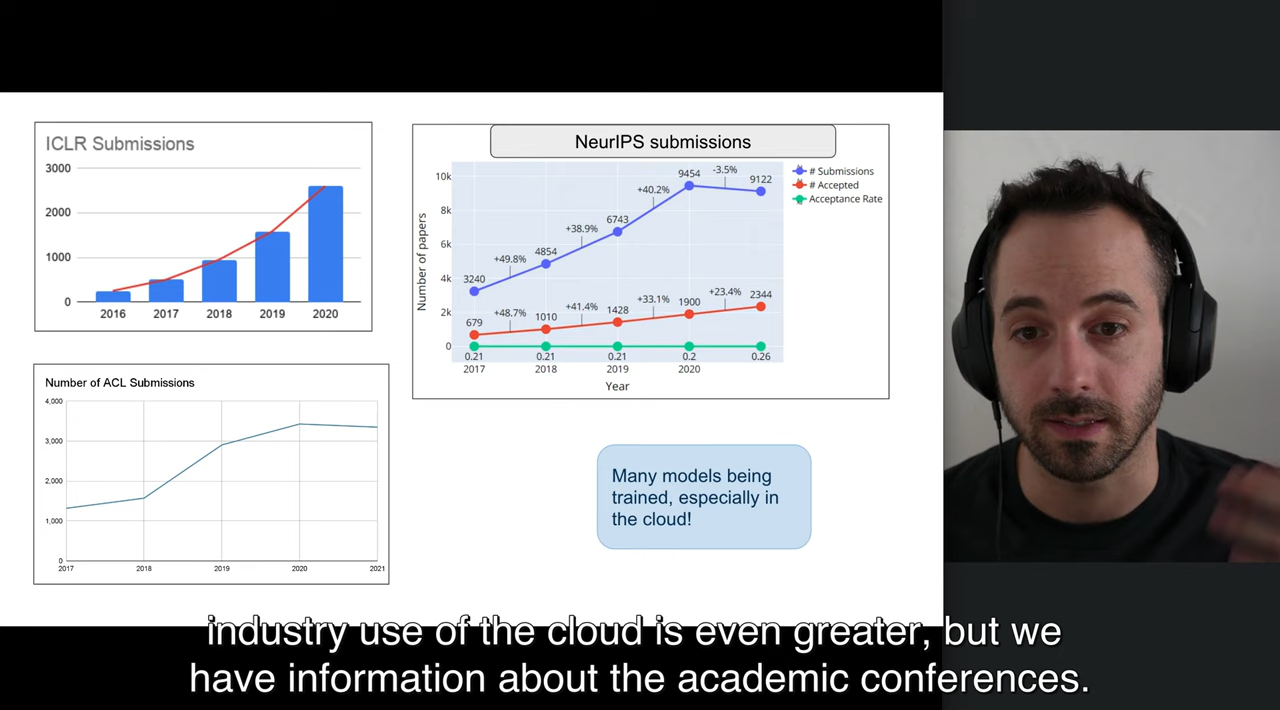 ICLR Submissions
3000
2000
1000
0
2016 2017 2018 2019 2020
NeurIPS submissions
# Submissions
# Accepted
Acceptance Rate
Number of papers
10k
8k
6k
4k
2k
0
3240
4854
6743
9454
9122
+49.8%
+38.9%
+40.2%
-3.5%
679
1010
1428
1900
2344
+48.7%
+41.4%
+33.1%
+23.4%
0.21 0.21 0.21 0.2 0.26
2017 2018 2019 2020
Year
Number of ACL Submissions
4,000
3,000
2,000
1,000
0
2017 2018 2019 2020 2021
Many models being
trained, especially in
the cloud!
industry use of the cloud is even greater, but we
have information about the academic conferences.